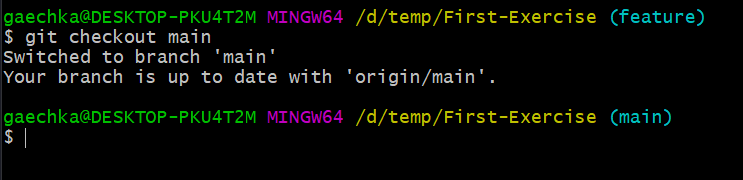 gaechka@DESKTOP-PKU4T2M MINGW64 /d/temp/First-Exercise (feature)
$ git checkout main
Switched to branch 'main'
Your branch is up to date with 'origin/main'.
gaechka@DESKTOP-PKU4T2M MINGW64 /d/temp/First-Exercise (main)
$